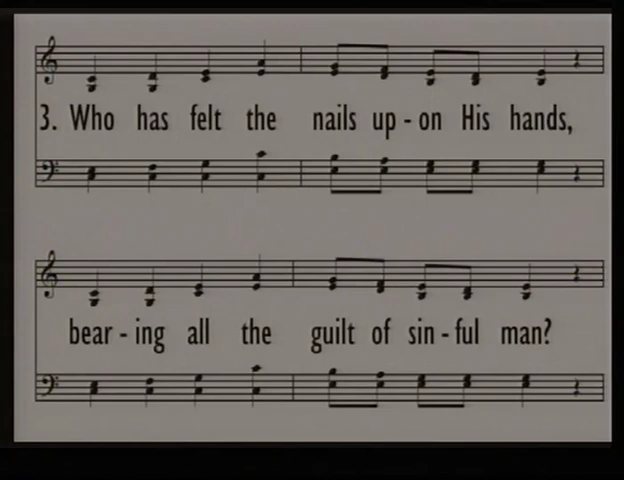 3. Who has felt the nails up - on His hands,
bear - ing all the guilt of sin - ful man?